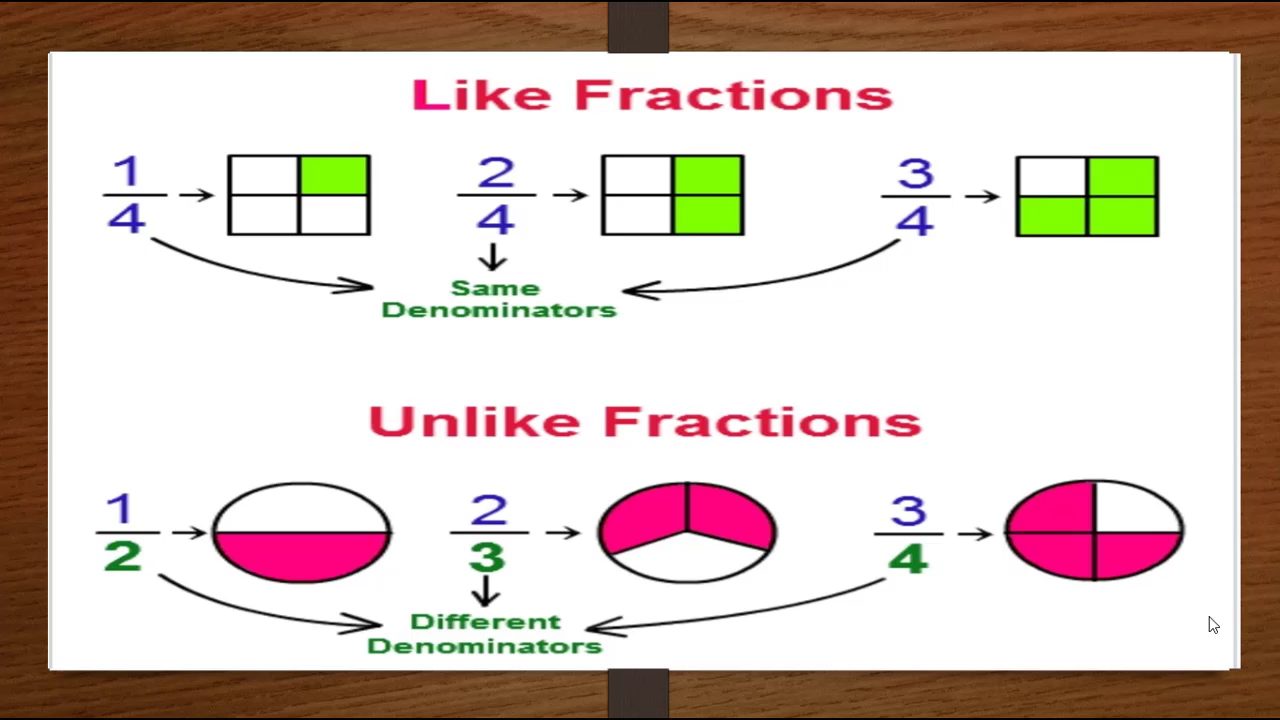 Like Fractions
1/4 → 2/4 → 3/4 →
Same
Denominators
Unlike Fractions
1/2 → 2/3 → 3/4 →
Different
Denominators